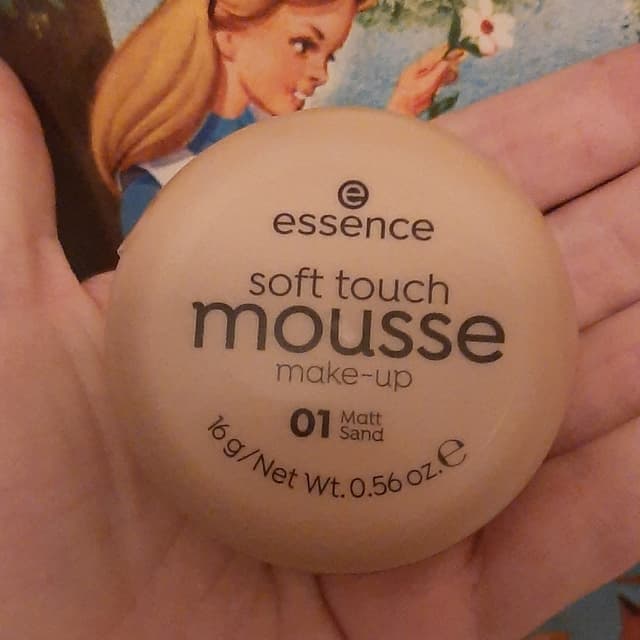 e
essence
soft touch
mousse
make-up
01 Matt
Sand
16g/Net Wt. 0.56 oz. ℮